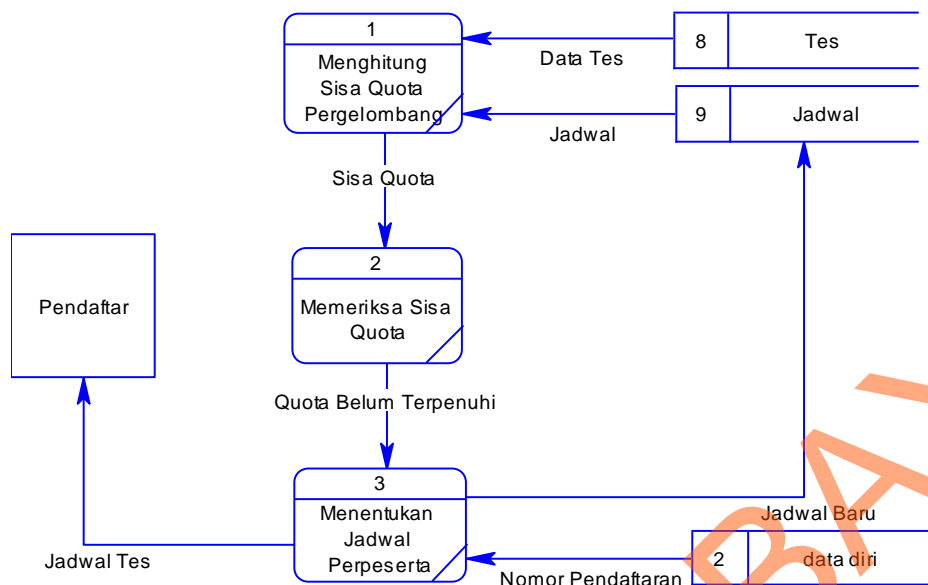 1
Menghitung
Sisa Quota
Pergelombang
Data Tes
8
Tes
Jadwal
9
Jadwal
Sisa Quota
2
Memeriksa Sisa
Quota
Pendaftar
Quota Belum Terpenuhi
3
Menentukan
Jadwal
Perpeserta
Jadwal Tes
Jadwal Baru
Nomor Pendaftaran
2
data diri
BAY